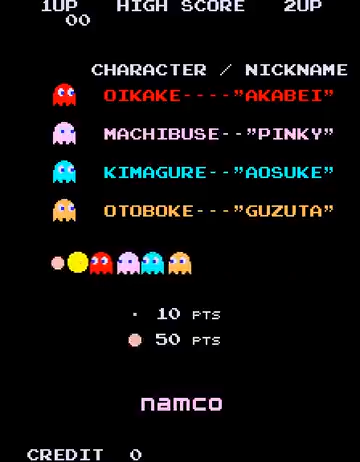 1UP HIGH SCORE 2UP
00
CHARACTER / NICKNAME
OIKAKE----"AKABEI"
MACHIBUSE--"PINKY"
KIMAGURE--"AOSUKE"
OTOBOKE---"GUZUTA"
10 PTS
50 PTS
namco
CREDIT 0